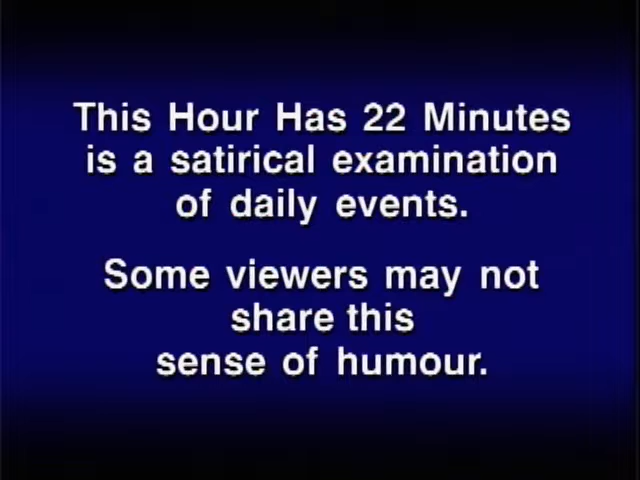 This Hour Has 22 Minutes
is a satirical examination
of daily events.
Some viewers may not
share this
sense of humour.